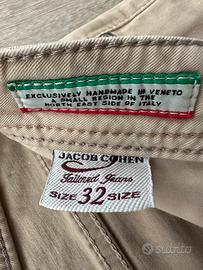 EXCLUSIVELY HANDMADE IN VENETO
A SMALL REGION IN THE
NORTH EAST SIDE OF ITALY
JACOB COHEN
Tailored Jeans
SIZE 32 SIZE
subito